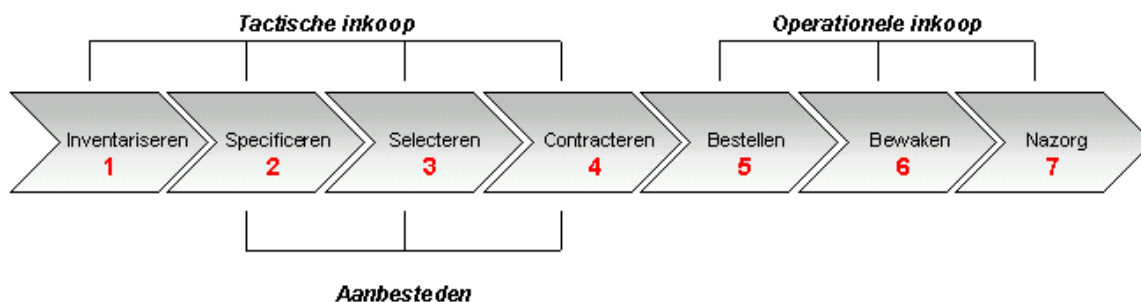 Tactische inkoop
Operationele inkoop
Inventariseren
1
Specificeren
2
Selecteren
3
Contracteren
4
Bestellen
5
Bewaken
6
Nazorg
7
Aanbesteden